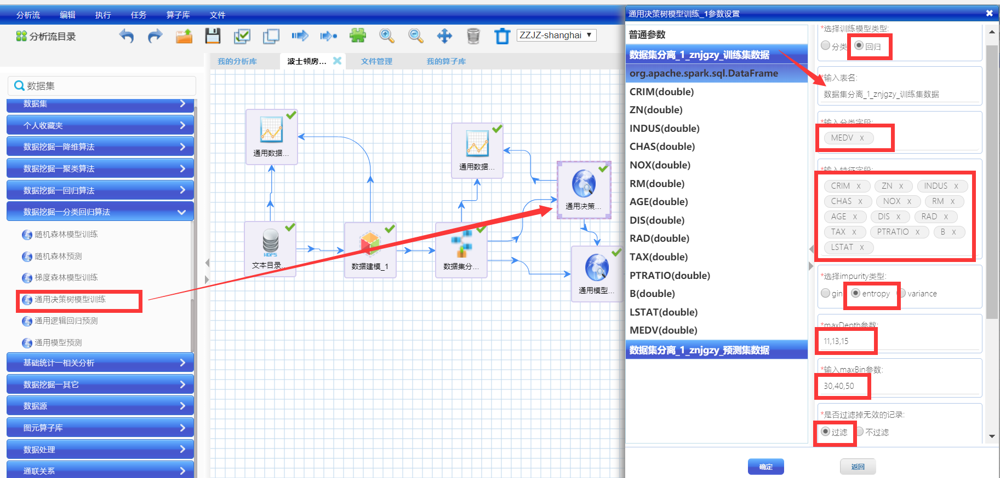 分析流 编辑 执行 任务 算子库 文件
分析流目录
ZZJZ-shanghai
我的分析库 波士顿房... 文件管理 我的算子库
数据集
数据集
个人收藏夹
数据挖掘—降维算法
数据挖掘—聚类算法
数据挖掘—回归算法
数据挖掘—分类回归算法
随机森林模型训练
随机森林预测
梯度森林模型训练
通用决策树模型训练
通用逻辑回归预测
通用模型预测
基础统计—相关分析
数据挖掘—其它
数据源
图元算子库
数据处理
通联关系
通用数据...
通用数据...
通用决策...
HDFS
文本目录...
数据建模_1
数据集分...
通用模型...
通用决策树模型训练_1参数设置
普通参数
数据集分离_1_znjgzy_训练集数据
org.apache.spark.sql.DataFrame
CRIM(double)
ZN(double)
INDUS(double)
CHAS(double)
NOX(double)
RM(double)
AGE(double)
DIS(double)
RAD(double)
TAX(double)
PTRATIO(double)
B(double)
LSTAT(double)
MEDV(double)
数据集分离_1_znjgzy_预测集数据
*选择训练模型类型:
分类 回归
*输入表名:
数据集分离_1_znjgzy_训练集数据
*输入分类字段:
MEDV x
*输入特征字段:
CRIM x ZN x INDUS x
CHAS x NOX x RM x
AGE x DIS x RAD x
TAX x PTRATIO x B x
LSTAT x
*选择impurity类型:
gini entropy variance
*maxDepth参数:
11,13,15
*输入maxBin参数:
30,40,50
*是否过滤掉无效的记录:
过滤 不过滤
确定 返回